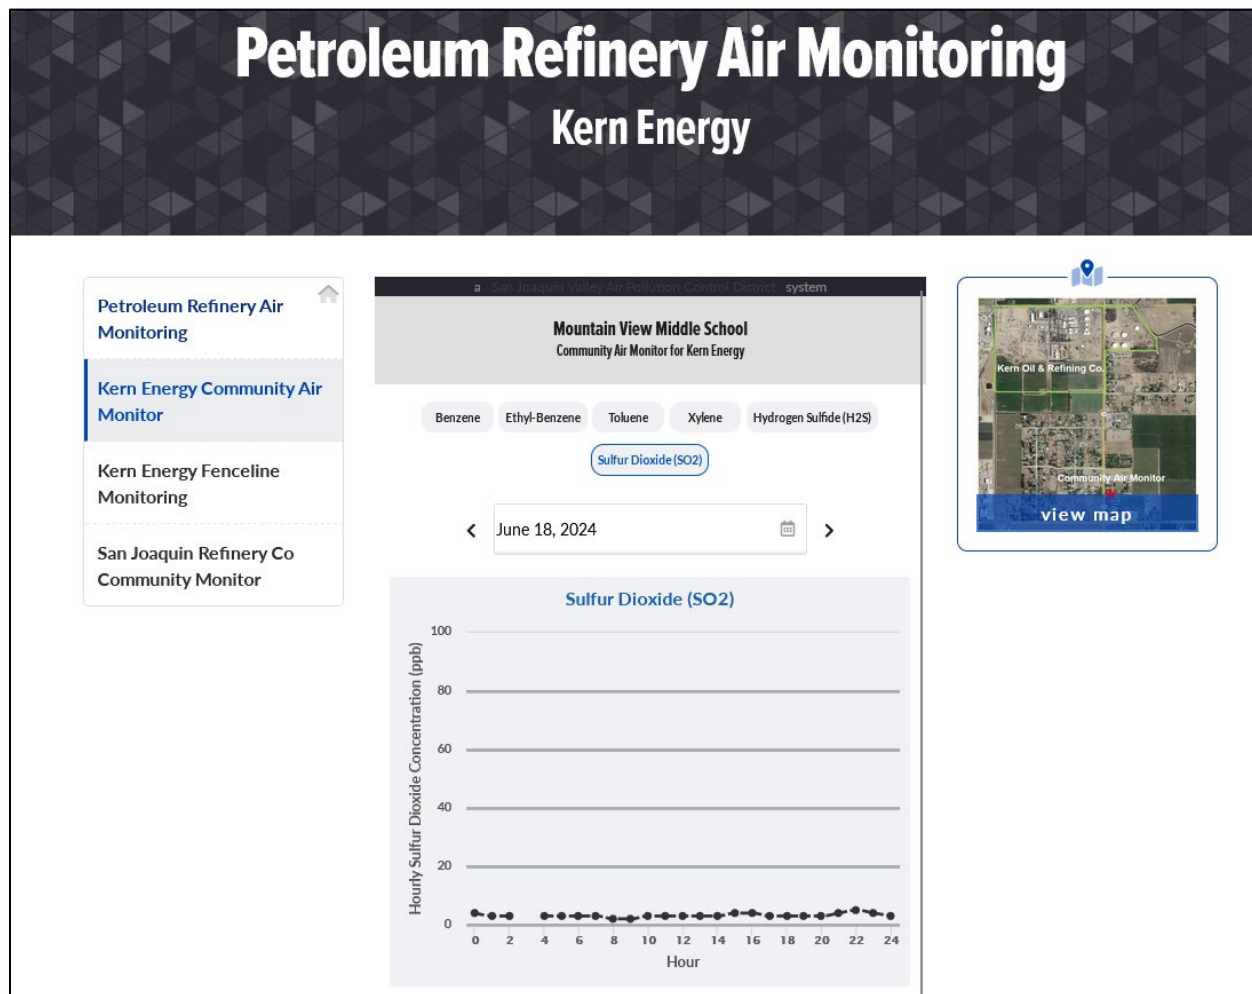 Petroleum Refinery Air Monitoring
Kern Energy
Petroleum Refinery Air
Monitoring
Kern Energy Community Air
Monitor
Kern Energy Fenceline
Monitoring
San Joaquin Refinery Co
Community Monitor
a San Joaquin Valley Air Pollution Control District system
Mountain View Middle School
Community Air Monitor for Kern Energy
Benzene
Ethyl-Benzene
Toluene
Xylene
Hydrogen Sulfide (H2S)
Sulfur Dioxide (SO2)
June 18, 2024
Sulfur Dioxide (SO2)
Hourly Sulfur Dioxide Concentration (ppb)
100
80
60
40
20
0
0 2 4 6 8 10 12 14 16 18 20 22 24
Hour
Kern Oil & Refining Co.
Community Air Monitor
view map